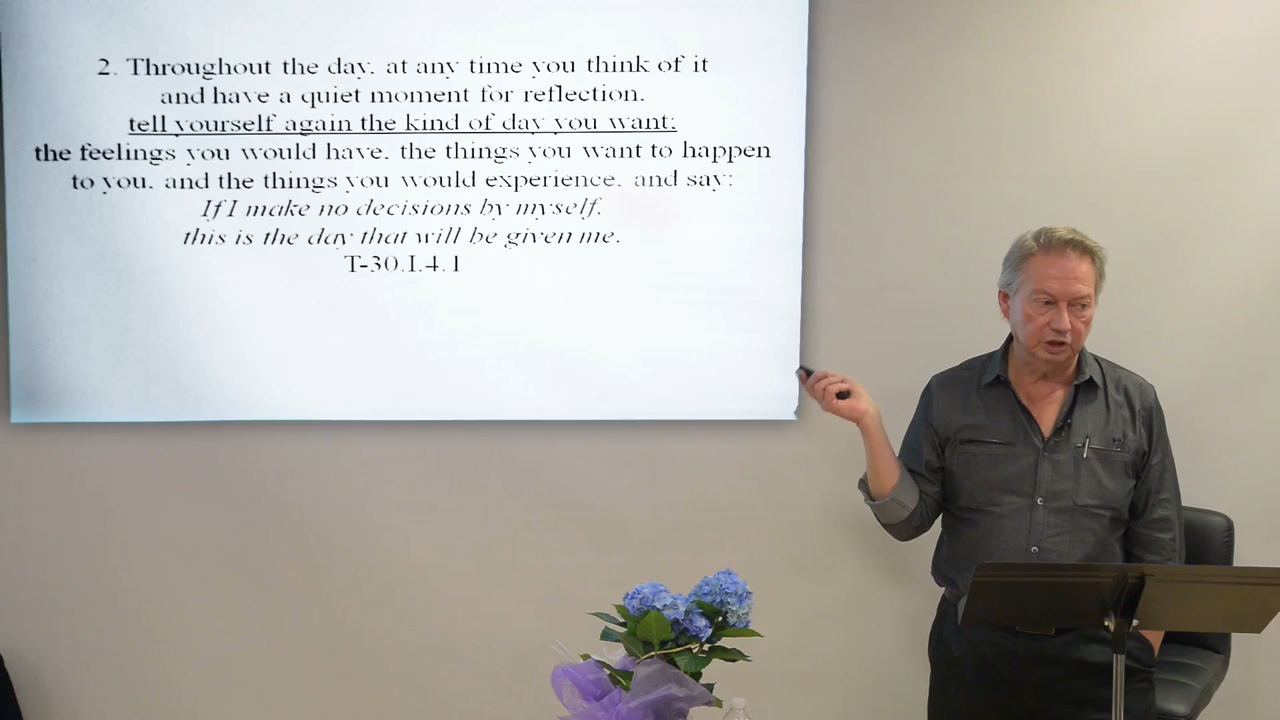 2. Throughout the day, at any time you think of it
and have a quiet moment for reflection,
tell yourself again the kind of day you want;
the feelings you would have, the things you want to happen
to you, and the things you would experience, and say:
If I make no decisions by myself,
this is the day that will be given me.
T-30.I.4.1